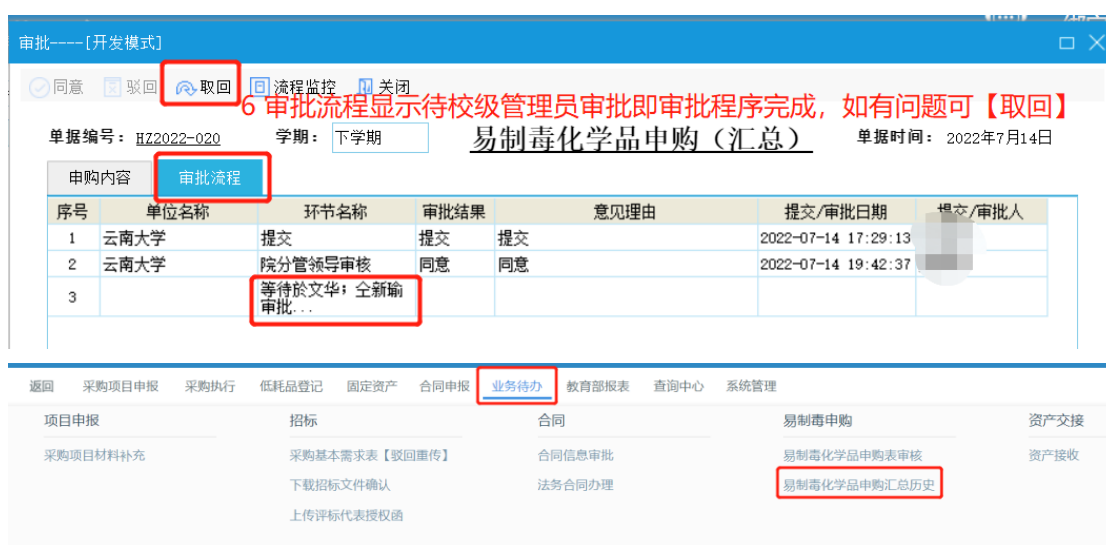 审批----[开发模式]
同意 驳回 取回 流程监控 关闭
6 审批流程显示待校级管理员审批即审批程序完成，如有问题可【取回】
单据编号： HZ2022-020 学期： 下学期 易制毒化学品申购（汇总） 单据时间： 2022年7月14日
申购内容 审批流程
序号 单位名称 环节名称 审批结果 意见理由 提交/审批日期 提交/审批人
1 云南大学 提交 提交 提交 2022-07-14 17:29:13
2 云南大学 院分管领导审核 同意 同意 2022-07-14 19:42:37
3 等待於文华；仝新瑜
审批...
返回 采购项目申报 采购执行 低耗品登记 固定资产 合同申报 业务待办 教育部报表 查询中心 系统管理
项目申报 招标 合同 易制毒申购 资产交接
采购项目材料补充 采购基本需求表【驳回重传】 合同信息审批 易制毒化学品申购表审核 资产接收
下载招标文件确认 法务合同办理 易制毒化学品申购汇总历史
上传评标代表授权函